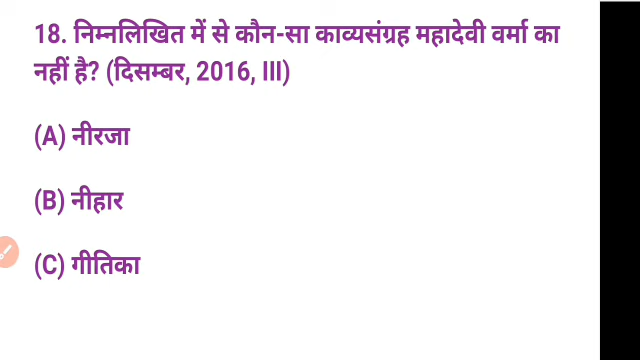 18. निम्नलिखित में से कौन-सा काव्यसंग्रह महादेवी वर्मा का
नहीं है? (दिसम्बर, 2016, III)
(A) नीरजा
(B) नीहार
(C) गीतिका